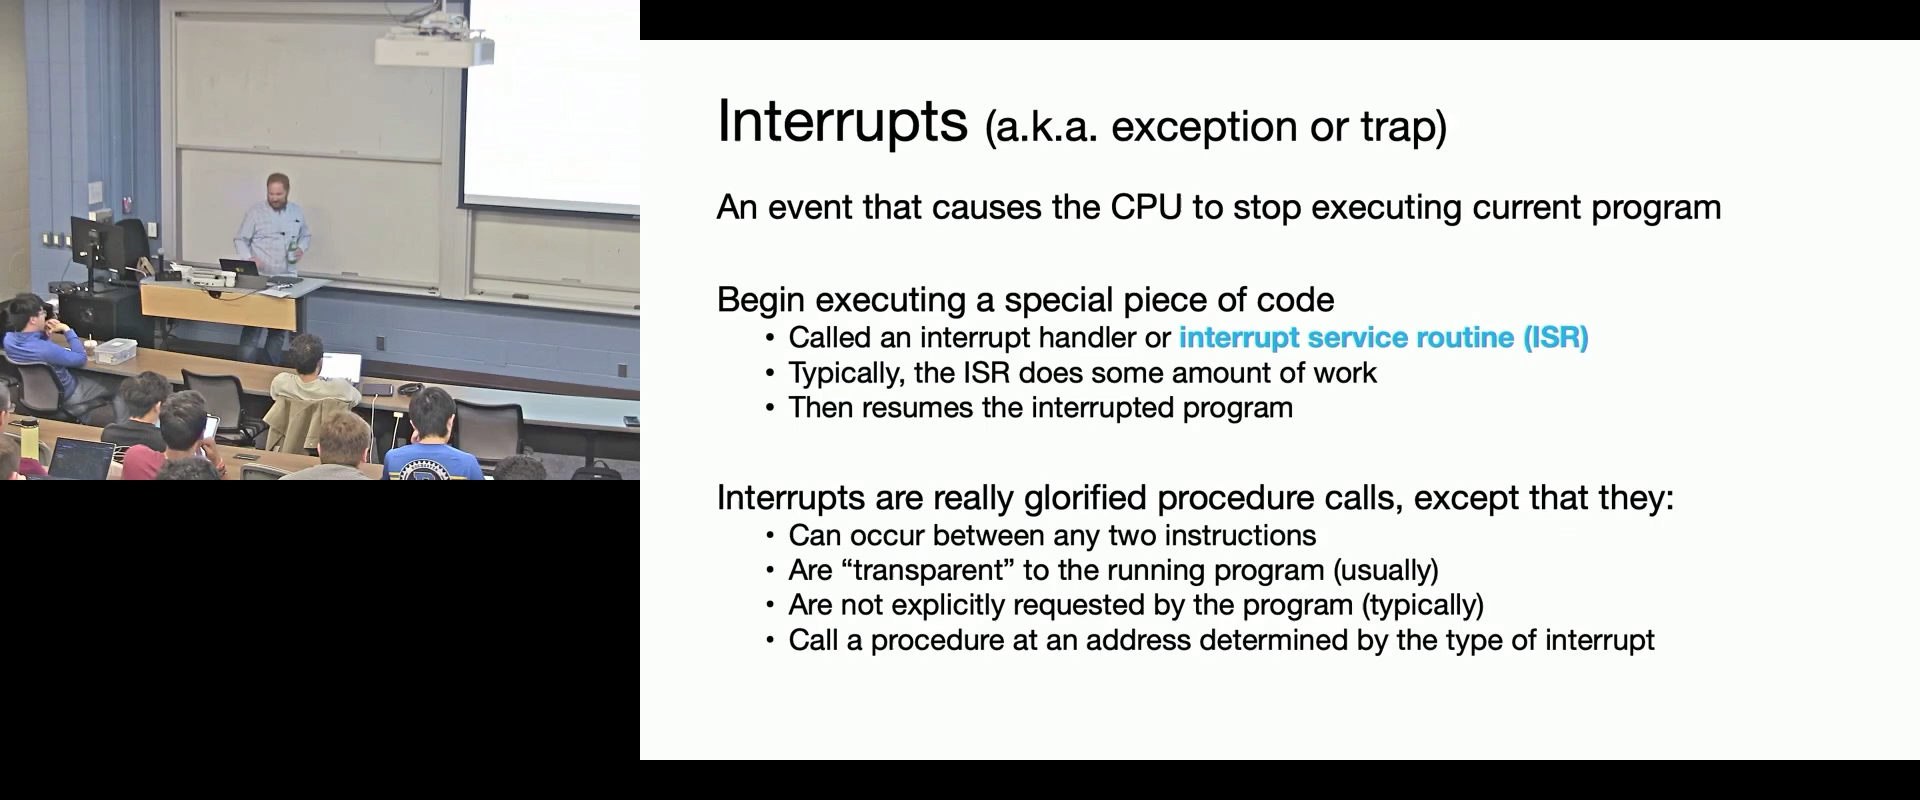 Interrupts (a.k.a. exception or trap)
An event that causes the CPU to stop executing current program
Begin executing a special piece of code
• Called an interrupt handler or interrupt service routine (ISR)
• Typically, the ISR does some amount of work
• Then resumes the interrupted program
Interrupts are really glorified procedure calls, except that they:
• Can occur between any two instructions
• Are “transparent” to the running program (usually)
• Are not explicitly requested by the program (typically)
• Call a procedure at an address determined by the type of interrupt